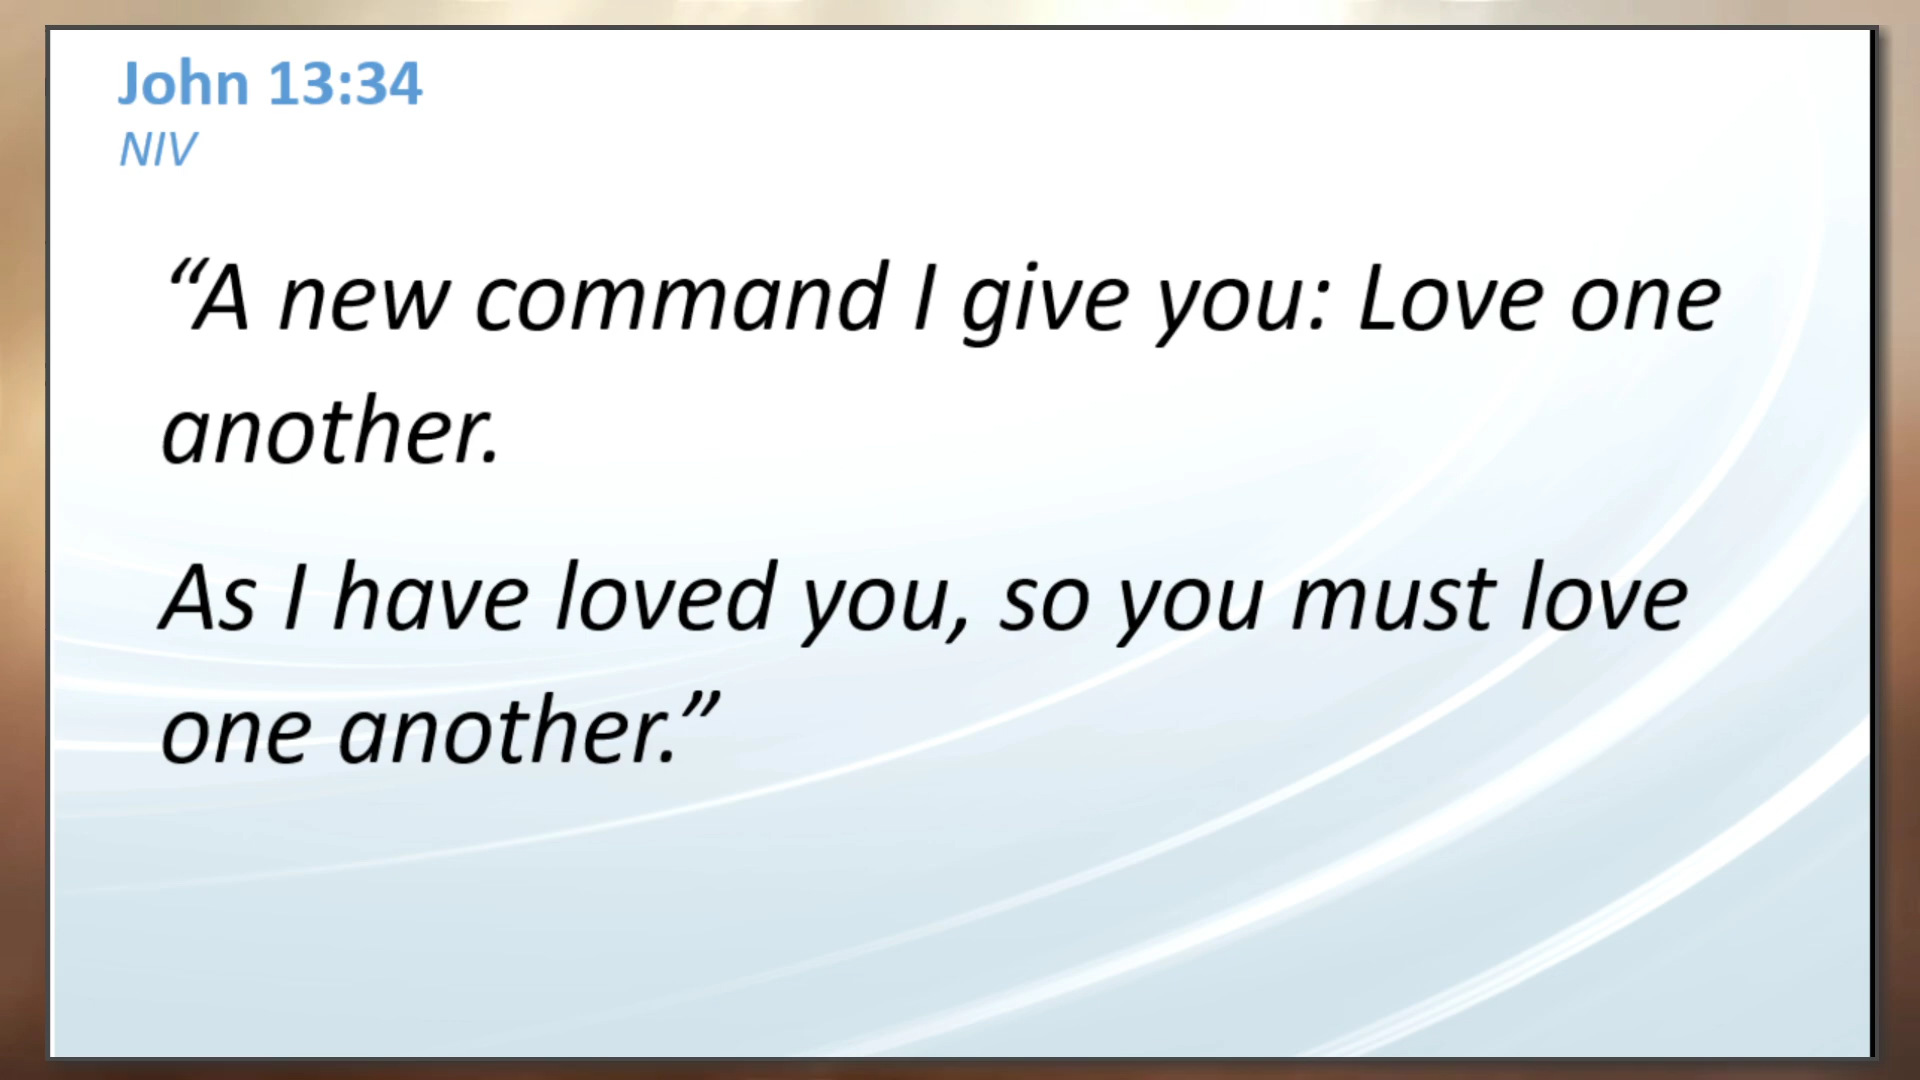 John 13:34
NIV
“A new command I give you: Love one
another.
As I have loved you, so you must love
one another.”